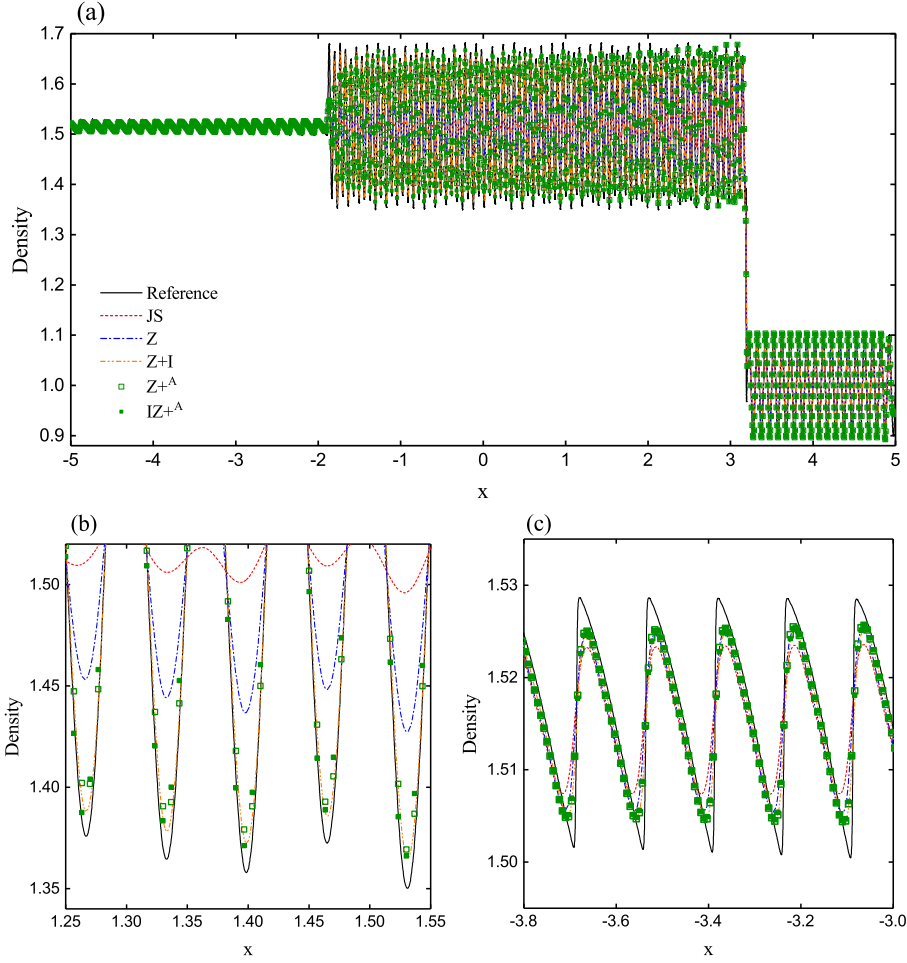 (a)
1.7
1.6
1.5
1.4
1.3
1.2
1.1
1.0
0.9
Density
Reference
JS
Z
Z+I
Z+^A
IZ+^A
-5 -4 -3 -2 -1 0 1 2 3 4 5
x
(b)
1.50
1.45
1.40
1.35
Density
1.25 1.30 1.35 1.40 1.45 1.50 1.55
x
(c)
1.53
1.52
1.51
1.50
Density
-3.8 -3.6 -3.4 -3.2 -3.0
x